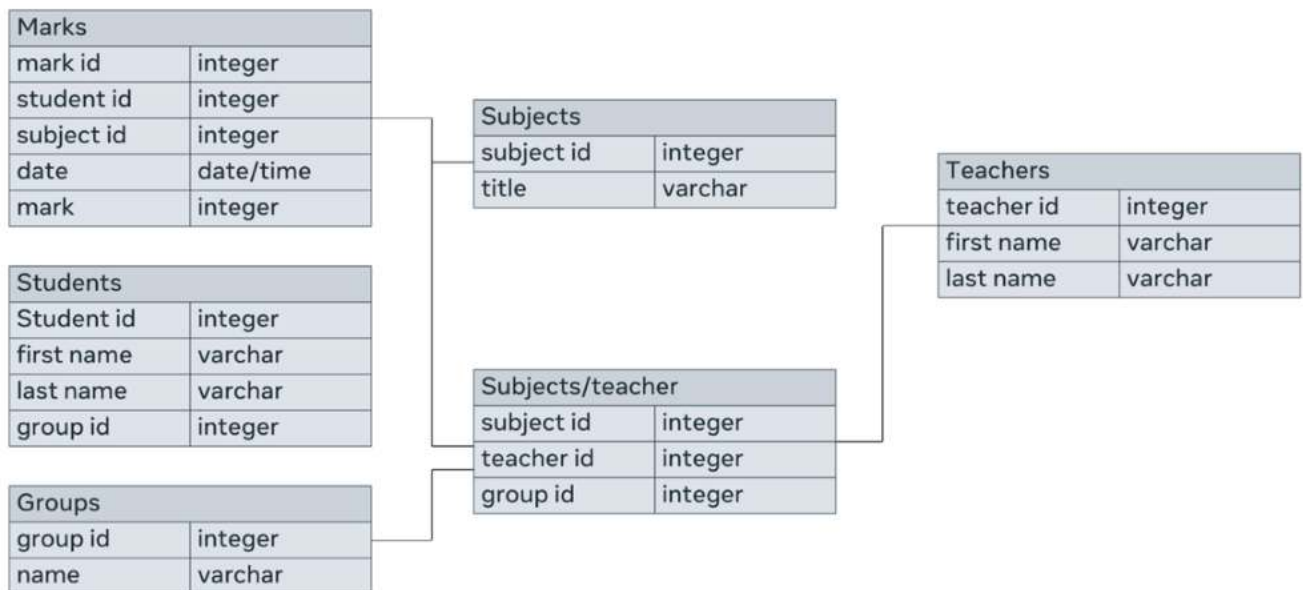 Marks
mark id integer
student id integer
subject id integer
date date/time
mark integer
Students
Student id integer
first name varchar
last name varchar
group id integer
Groups
group id integer
name varchar
Subjects
subject id integer
title varchar
Subjects/teacher
subject id integer
teacher id integer
group id integer
Teachers
teacher id integer
first name varchar
last name varchar